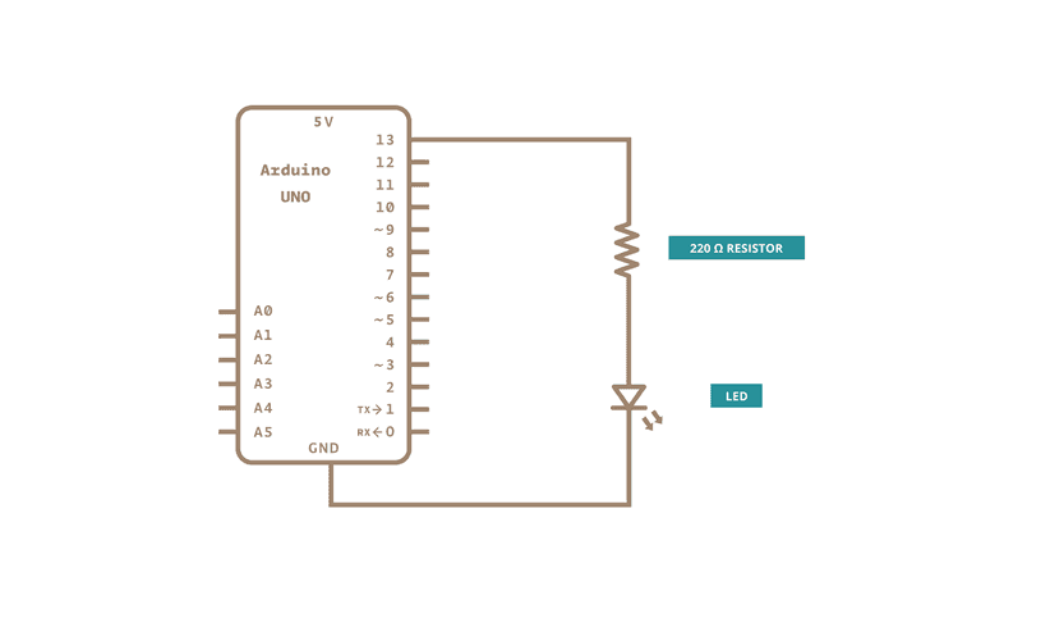 5V
Arduino
UNO
13
12
11
10
~9
8
7
~6
~5
4
~3
2
TX→1
RX←0
A0
A1
A2
A3
A4
A5
GND
220 Ω RESISTOR
LED